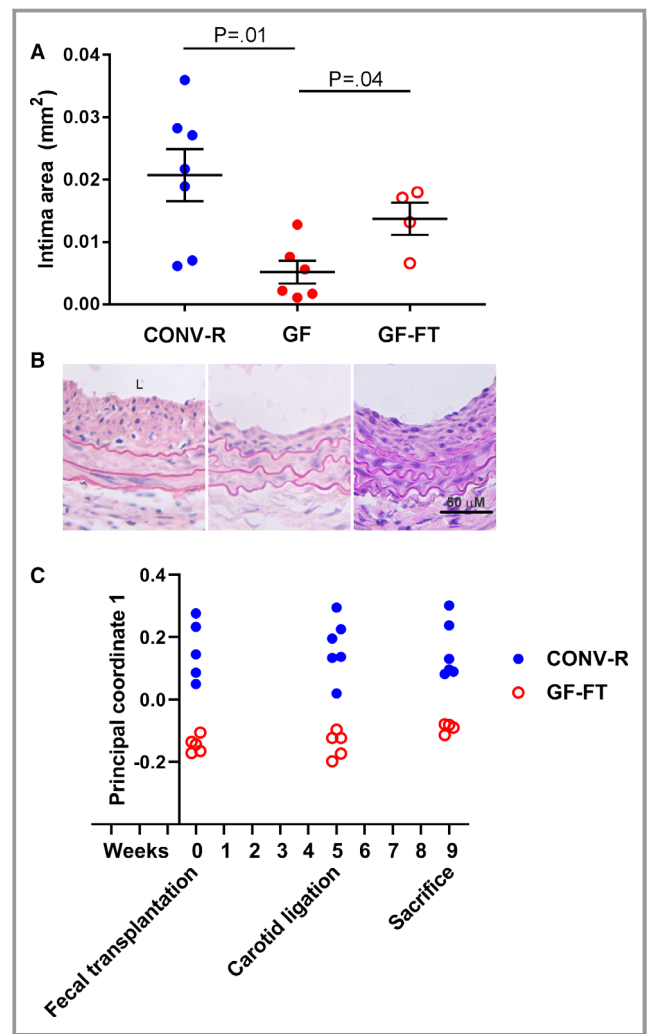 A
P=.01
P=.04
Intima area (mm²)
0.04
0.03
0.02
0.01
0.00
CONV-R GF GF-FT
B
L
50 uM
C
Principal coordinate 1
0.4
0.2
0.0
-0.2
CONV-R
GF-FT
Weeks 0 1 2 3 4 5 6 7 8 9
Fecal transplantation
Carotid ligation
Sacrifice